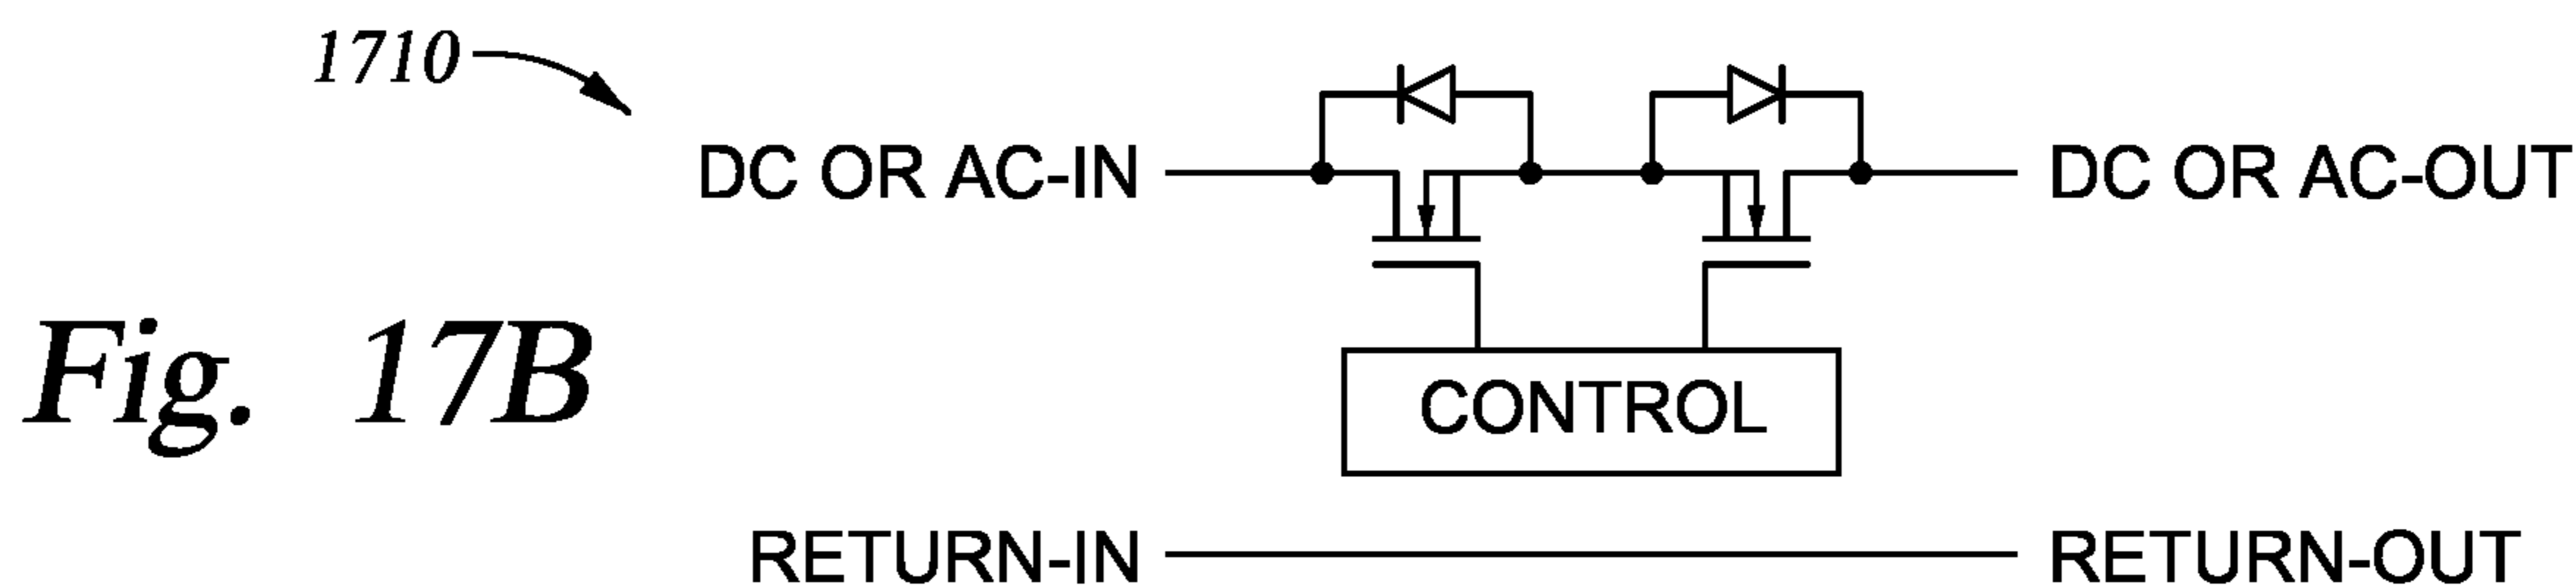 1710
DC OR AC-IN
DC OR AC-OUT
CONTROL
Fig. 17B
RETURN-IN
RETURN-OUT